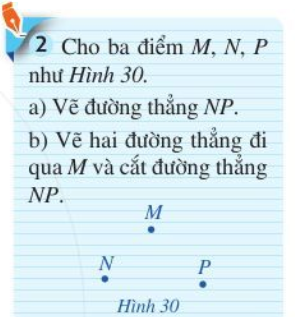 2 Cho ba điểm M, N, P
như Hình 30.
a) Vẽ đường thẳng NP.
b) Vẽ hai đường thẳng đi
qua M và cắt đường thẳng
NP.
M
N P
Hình 30